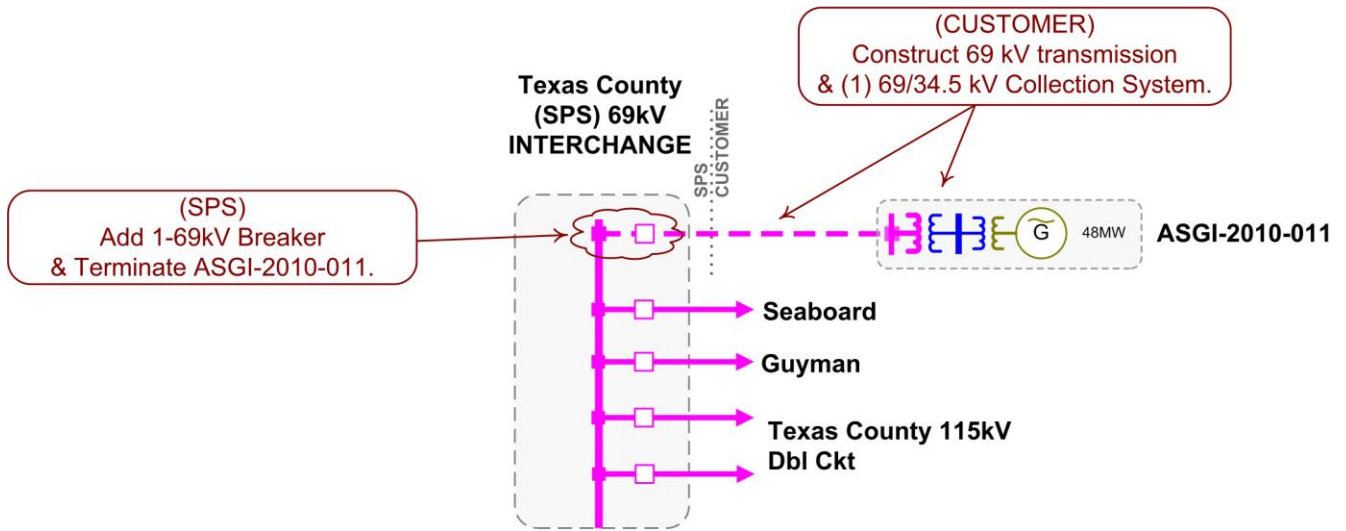 (CUSTOMER)
Construct 69 kV transmission
& (1) 69/34.5 kV Collection System.
Texas County
(SPS) 69kV
INTERCHANGE
SPS
CUSTOMER
(SPS)
Add 1-69kV Breaker
& Terminate ASGI-2010-011.
G
48MW
ASGI-2010-011
Seaboard
Guyman
Texas County 115kV
Dbl Ckt